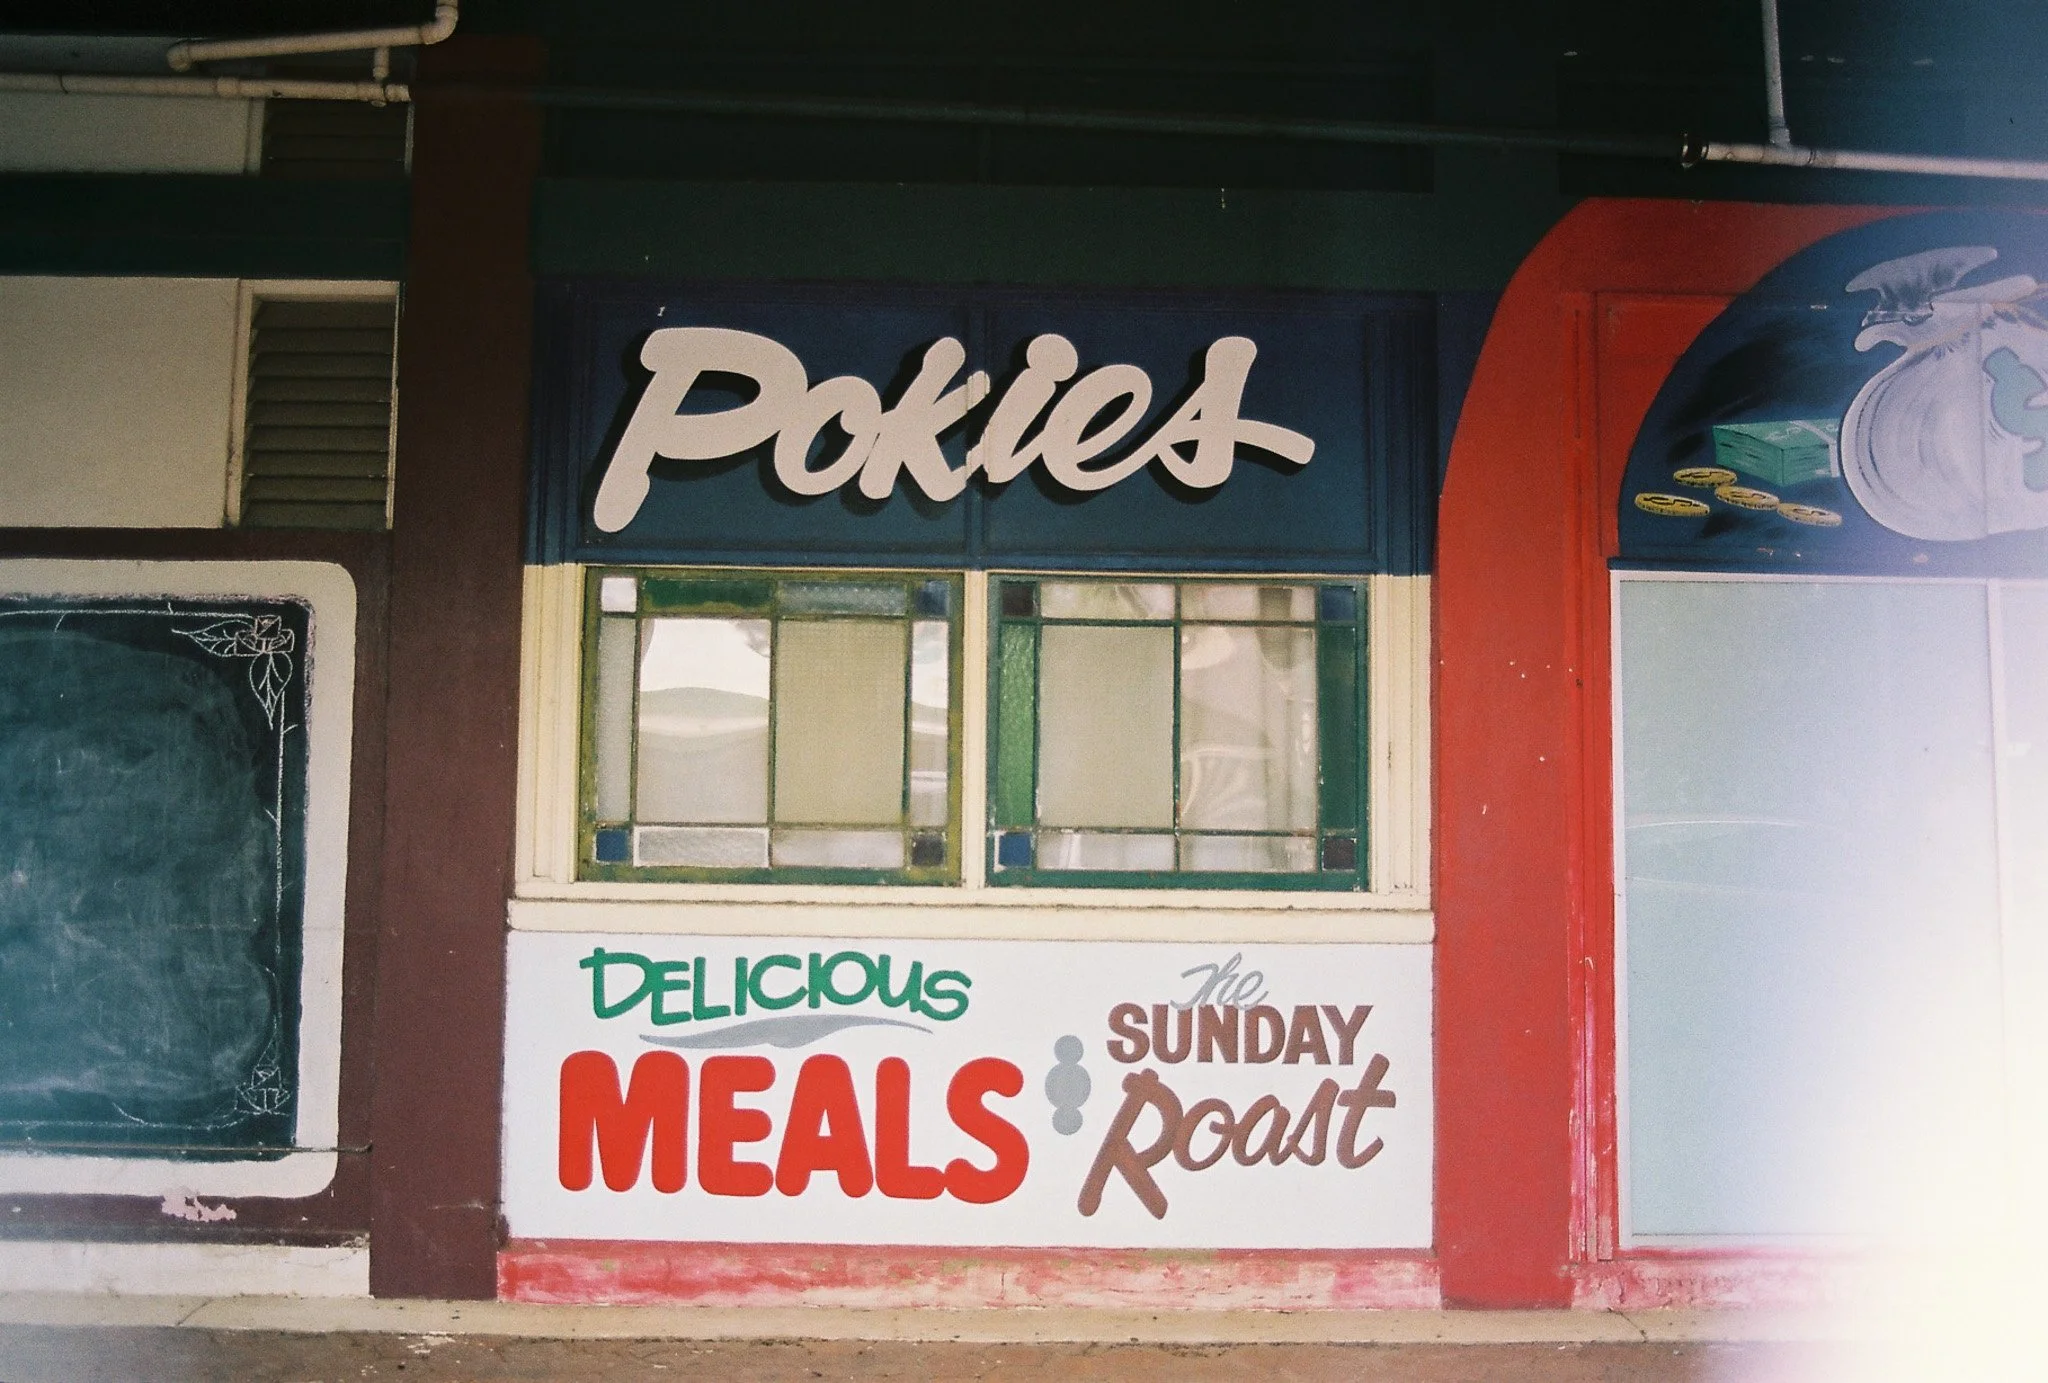 Pokies
DELICIOUS
MEALS
The
SUNDAY
Roast